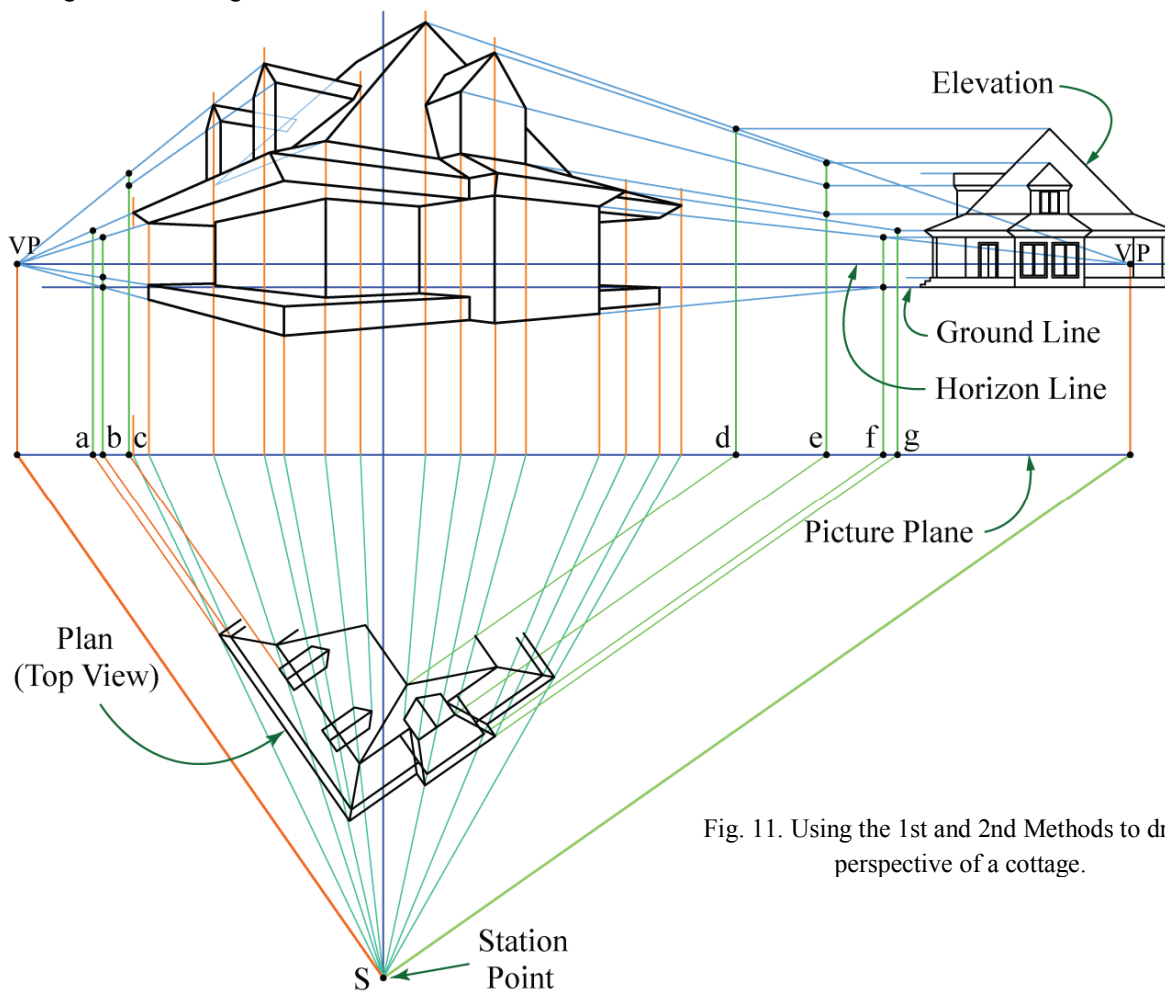 Elevation
VP
VP
Ground Line
Horizon Line
a b c d e f g
Picture Plane
Plan
(Top View)
Fig. 11. Using the 1st and 2nd Methods to
perspective of a cottage.
Station
Point
S